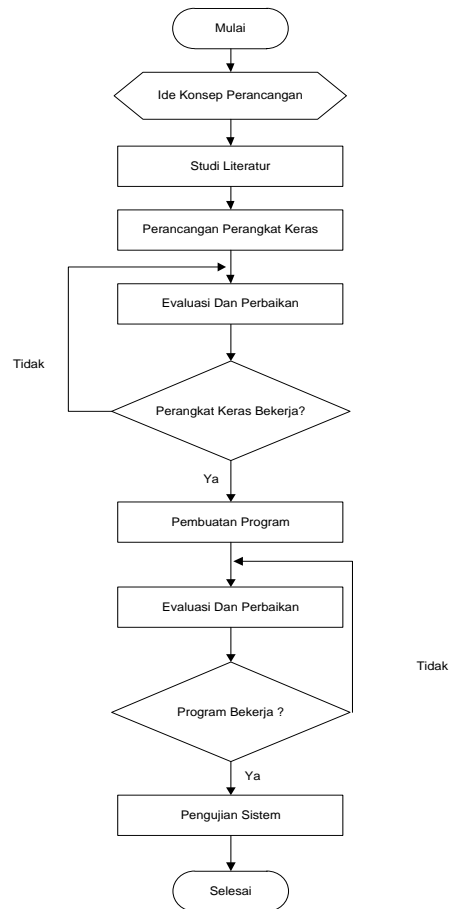 Mulai
Ide Konsep Perancangan
Studi Literatur
Perancangan Perangkat Keras
Evaluasi Dan Perbaikan
Tidak
Perangkat Keras Bekerja?
Ya
Pembuatan Program
Evaluasi Dan Perbaikan
Tidak
Program Bekerja ?
Ya
Pengujian Sistem
Selesai